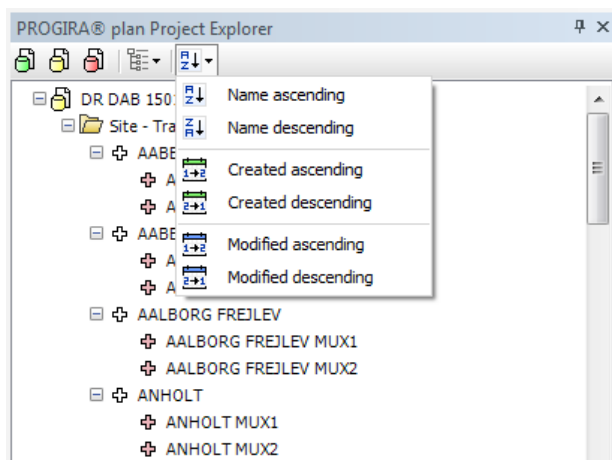 PROGIRA® plan Project Explorer
DR DAB 150
Name ascending
Site - Tra
Name descending
AABE
Created ascending
A
A
Created descending
AABE
Modified ascending
A
A
Modified descending
AALBORG FREJLEV
AALBORG FREJLEV MUX1
AALBORG FREJLEV MUX2
ANHOLT
ANHOLT MUX1
ANHOLT MUX2